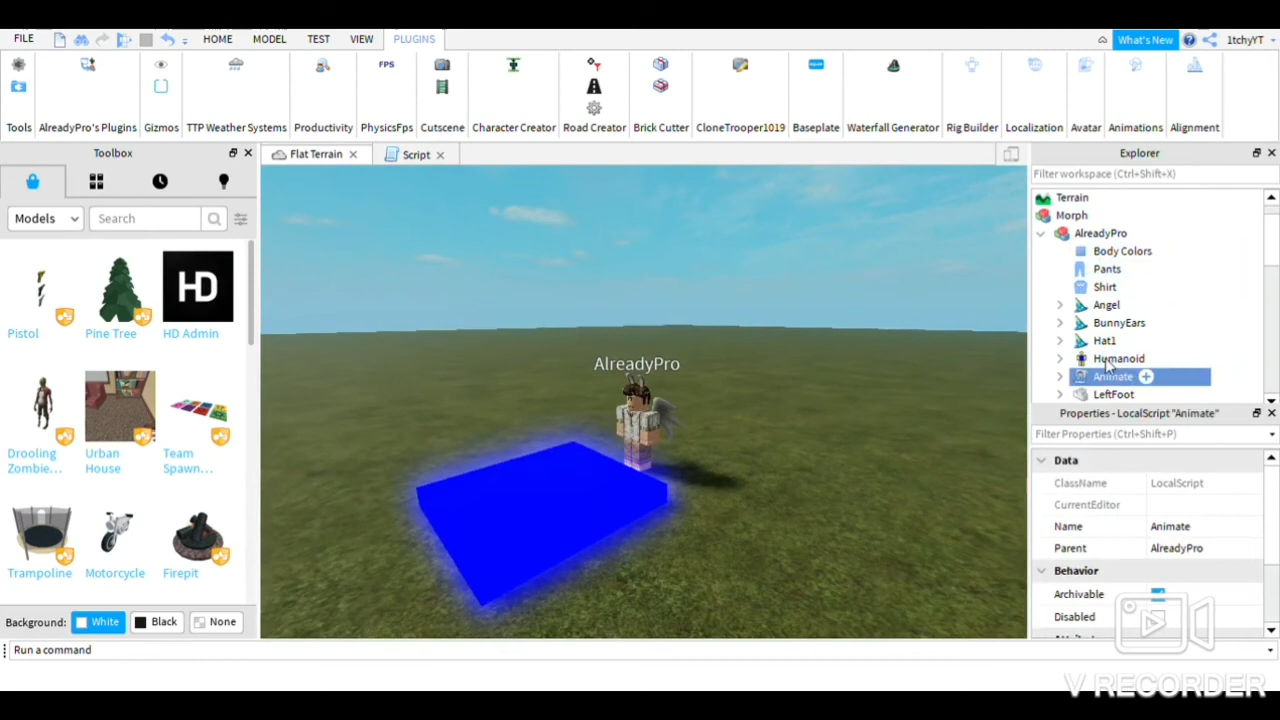 FILE HOME MODEL TEST VIEW PLUGINS What's New 1tchyYT
FPS
Tools AlreadyPro's Plugins Gizmos TTP Weather Systems Productivity PhysicsFps Cutscene Character Creator Road Creator Brick Cutter CloneTrooper1019 Baseplate Waterfall Generator Rig Builder Localization Avatar Animations Alignment
Toolbox
Flat Terrain
Script
Explorer
Filter workspace (Ctrl+Shift+X)
Models
Search
Terrain
Morph
AlreadyPro
Body Colors
Pants
Shirt
Angel
BunnyEars
Hat1
Humanoid
Animate
LeftFoot
HD
Pistol
Pine Tree
HD Admin
Drooling
Zombie...
Urban
House
Team
Spawn...
Trampoline
Motorcycle
Firepit
Background: White Black None
AlreadyPro
Properties - LocalScript "Animate"
Filter Properties (Ctrl+Shift+P)
Data
ClassName LocalScript
CurrentEditor
Name Animate
Parent AlreadyPro
Behavior
Archivable
Disabled
Run a command
V RECORDER